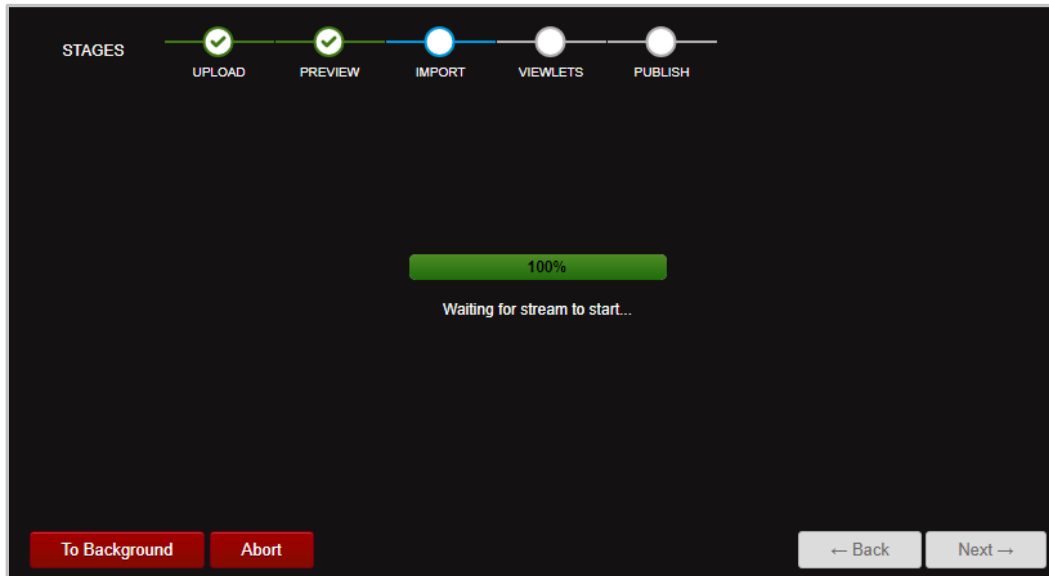 STAGES
UPLOAD PREVIEW IMPORT VIEWLETS PUBLISH
100%
Waiting for stream to start...
To Background Abort ← Back Next →